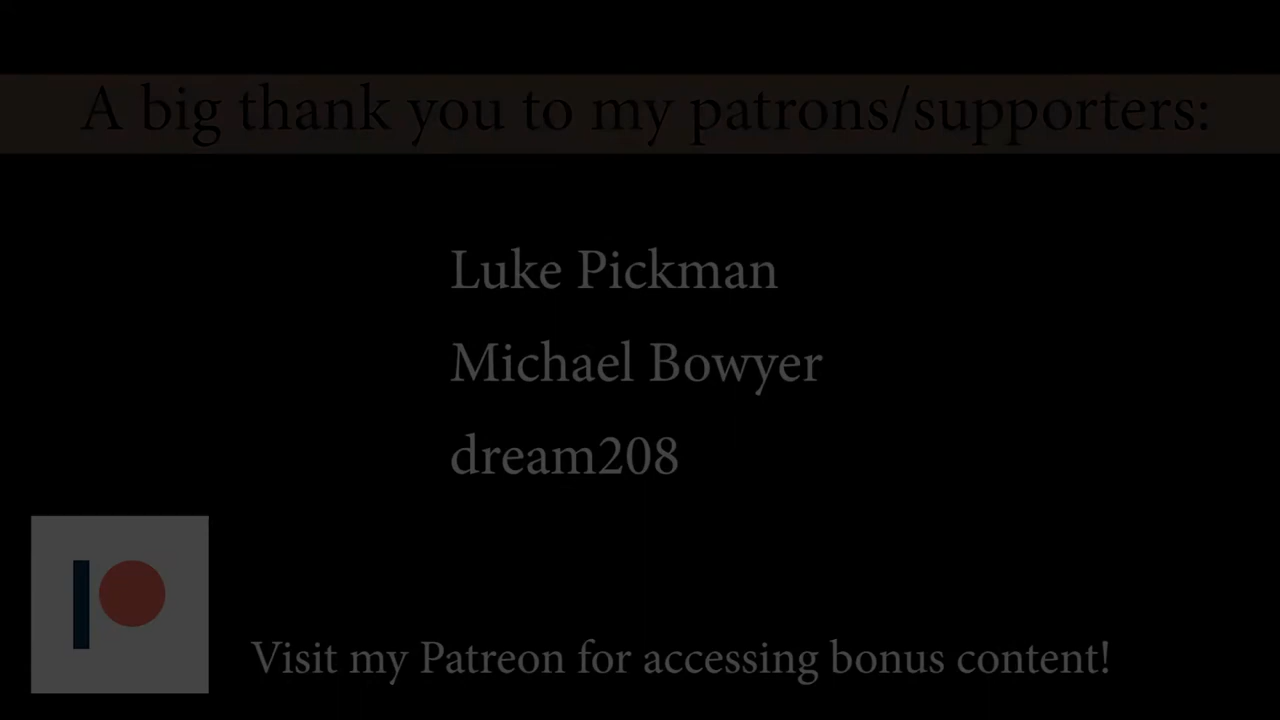 A big thank you to my patrons/supporters:
Luke Pickman
Michael Bowyer
dream208
Visit my Patreon for accessing bonus content!